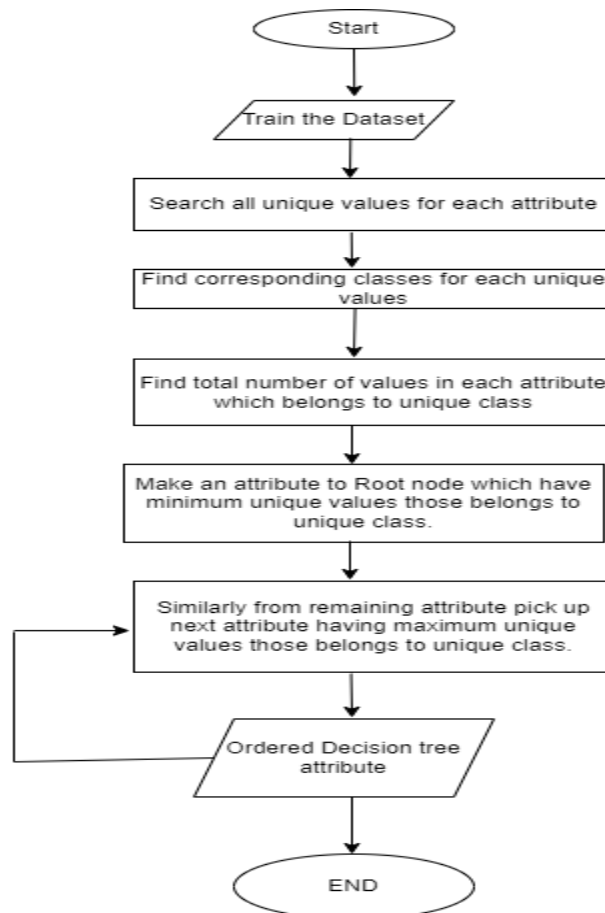 Start
Train the Dataset
Search all unique values for each attribute
Find corresponding classes for each unique
values
Find total number of values in each attribute
which belongs to unique class
Make an attribute to Root node which have
minimum unique values those belongs to
unique class.
Similarly from remaining attribute pick up
next attribute having maximum unique
values those belongs to unique class.
Ordered Decision tree
attribute
END